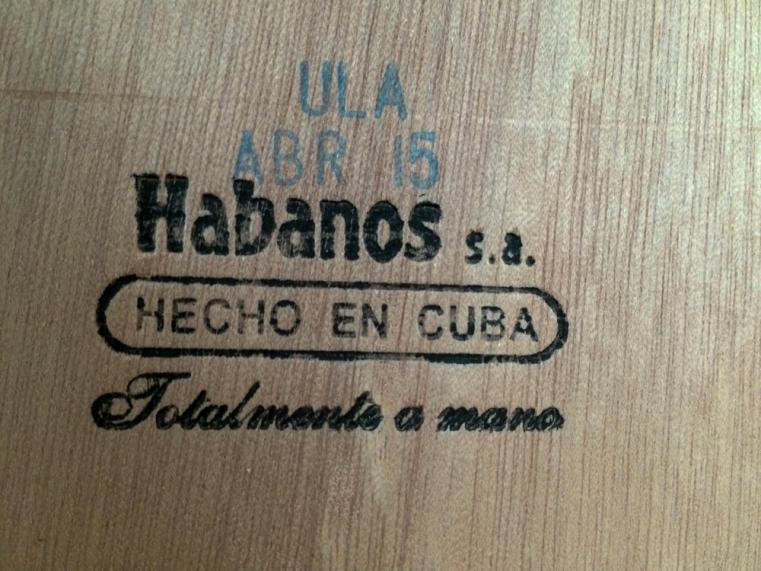 ULA
ABR 15
Habanos s.a.
HECHO EN CUBA
Totalmente a mano